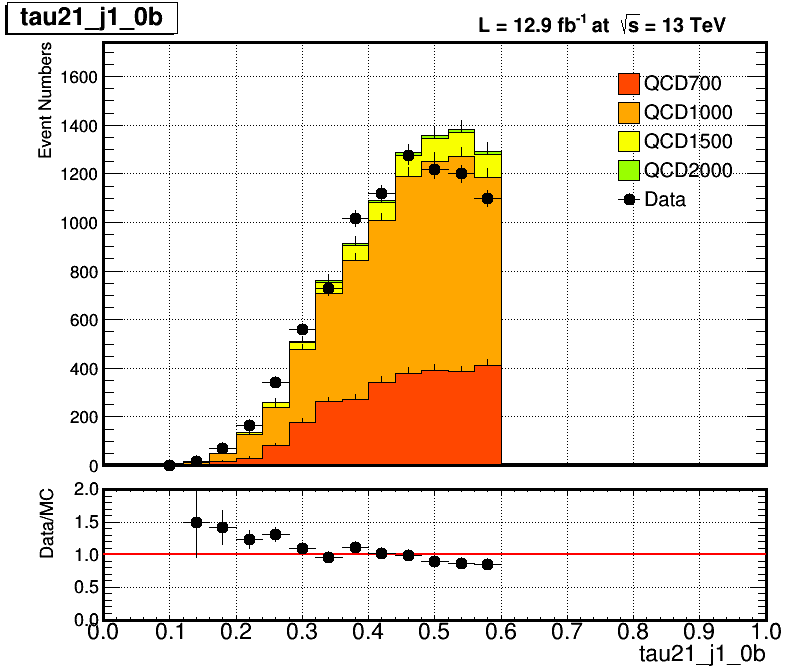 tau21_j1_0b
L = 12.9 fb-1 at √s = 13 TeV
Event Numbers
1600
1400
1200
1000
800
600
400
200
0
QCD700
QCD1000
QCD1500
QCD2000
Data
Data/MC
2.0
1.5
1.0
0.5
0.0
0.0 0.1 0.2 0.3 0.4 0.5 0.6 0.7 0.8 0.9 1.0
tau21_j1_0b